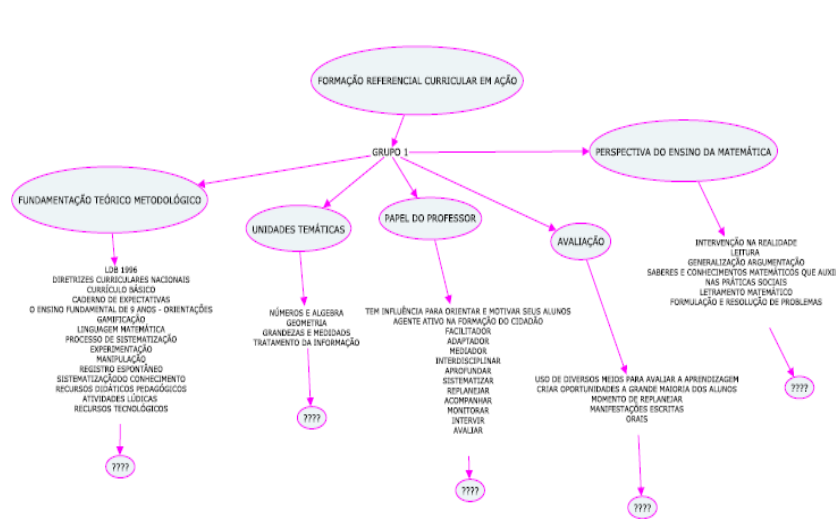 FORMAÇÃO REFERENCIAL CURRICULAR EM AÇÃO
GRUPO 1
PERSPECTIVA DO ENSINO DA MATEMÁTICA
FUNDAMENTAÇÃO TEÓRICO METODOLÓGICO
UNIDADES TEMÁTICAS
PAPEL DO PROFESSOR
AVALIAÇÃO
LDB 1996
DIRETRIZES CURRICULARES NACIONAIS
CURRÍCULO BÁSICO
CADERNO DE EXPECTATIVAS
O ENSINO FUNDAMENTAL DE 9 ANOS - ORIENTAÇÕES
GAMIFICAÇÃO
LINGUAGEM MATEMÁTICA
PROCESSO DE SISTEMATIZAÇÃO
EXPERIMENTAÇÃO
MANIPULAÇÃO
REGISTRO ESPONTÂNEO
SISTEMATIZAÇÃODO CONHECIMENTO
RECURSOS DIDÁTICOS PEDAGÓGICOS
ATIVIDADES LÚDICAS
RECURSOS TECNOLÓGICOS
????
NÚMEROS E ALGEBRA
GEOMETRIA
GRANDEZAS E MEDIDADS
TRATAMENTO DA INFORMAÇÃO
????
TEM INFLUÊNCIA PARA ORIENTAR E MOTIVAR SEUS ALUNOS
AGENTE ATIVO NA FORMAÇÃO DO CIDADÃO
FACILITADOR
ADAPTADOR
MEDIADOR
INTERDISCIPLINAR
APROFUNDAR
SISTEMATIZAR
REPLANEJAR
ACOMPANHAR
MONITORAR
INTERVIR
AVALIAR
????
USO DE DIVERSOS MEIOS PARA AVALIAR A APRENDIZAGEM
CRIAR OPORTUNIDADES A GRANDE MAIORIA DOS ALUNOS
MOMENTO DE REPLANEJAR
MANIFESTAÇÕES ESCRITAS
ORAIS
????
INTERVENÇÃO NA REALIDADE
LEITURA
GENERALIZAÇÃO ARGUMENTAÇÃO
SABERES E CONHECIMENTOS MATEMÁTICOS QUE AUXI
NAS PRÁTICAS SOCIAIS
LETRAMENTO MATEMÁTICO
FORMULAÇÃO E RESOLUÇÃO DE PROBLEMAS
????